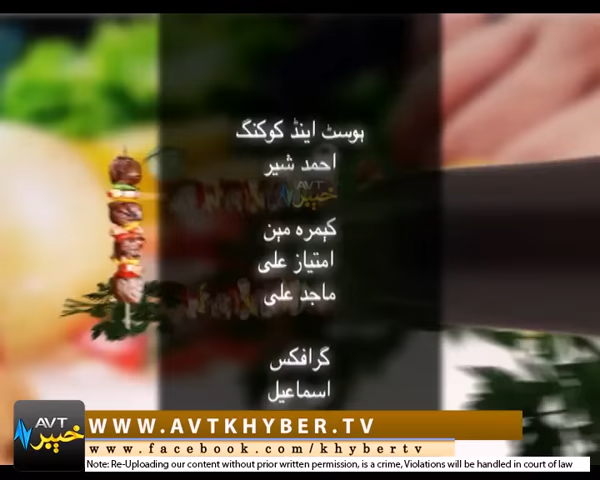 ہوسٹ اینڈ کوکنگ
احمد شیر
کېمره مېن
امتیاز علی
ماجد علی
گرافکس
اسماعیل
AVT
خیبر
AVT
خیبر
WWW.AVTKHYBER.TV
www.facebook.com/khybertv
Note: Re-Uploading our content without prior written permission, is a crime, Violations will be handled in court of law